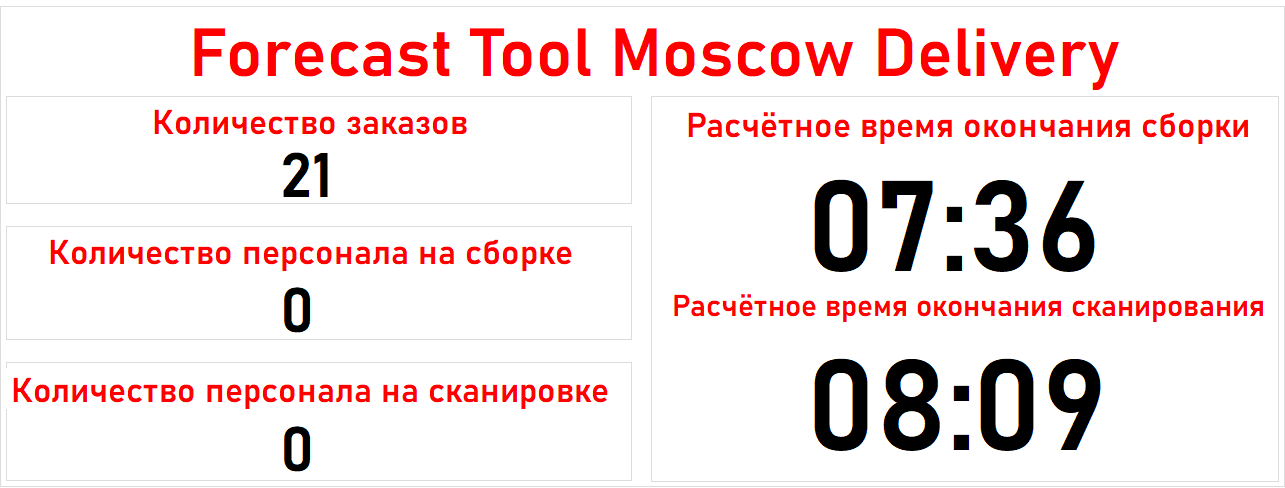 Forecast Tool Moscow Delivery
Количество заказов
21
Количество персонала на сборке
0
Количество персонала на сканировке
0
Расчётное время окончания сборки
07:36
Расчётное время окончания сканирования
08:09